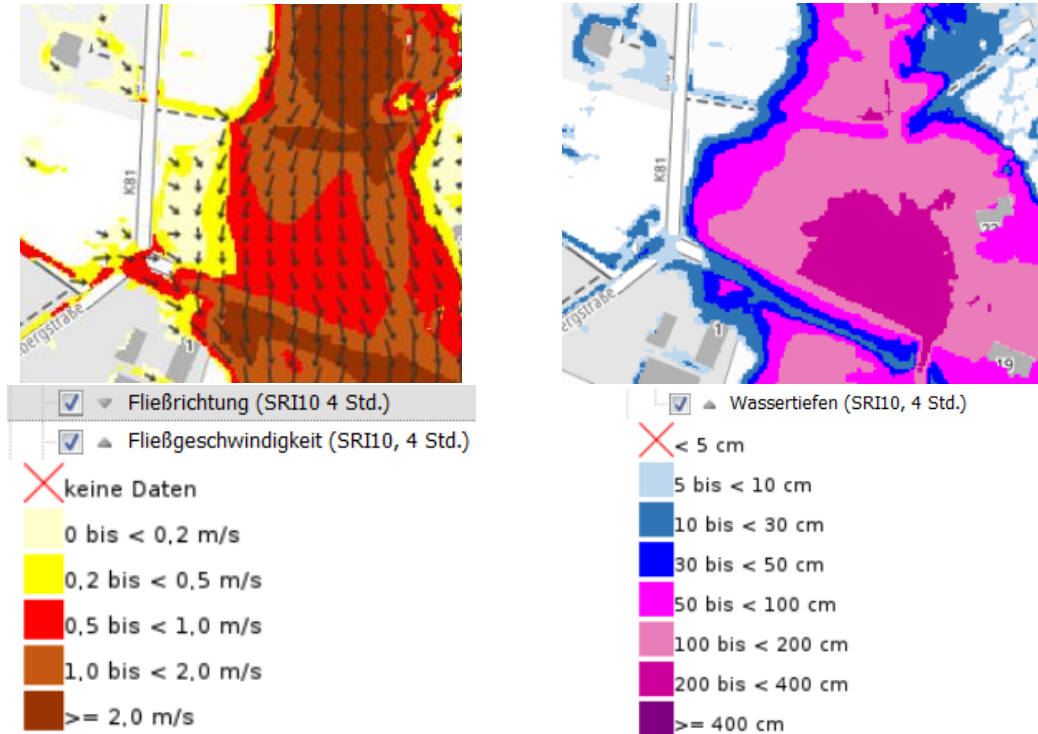 K81
bergstraße
1
K81
bergstraße
1
22
19
Fließrichtung (SRI10 4 Std.)
Fließgeschwindigkeit (SRI10, 4 Std.)
keine Daten
0 bis < 0,2 m/s
0,2 bis < 0,5 m/s
0,5 bis < 1,0 m/s
1,0 bis < 2,0 m/s
>= 2,0 m/s
Wassertiefen (SRI10, 4 Std.)
< 5 cm
5 bis < 10 cm
10 bis < 30 cm
30 bis < 50 cm
50 bis < 100 cm
100 bis < 200 cm
200 bis < 400 cm
>= 400 cm